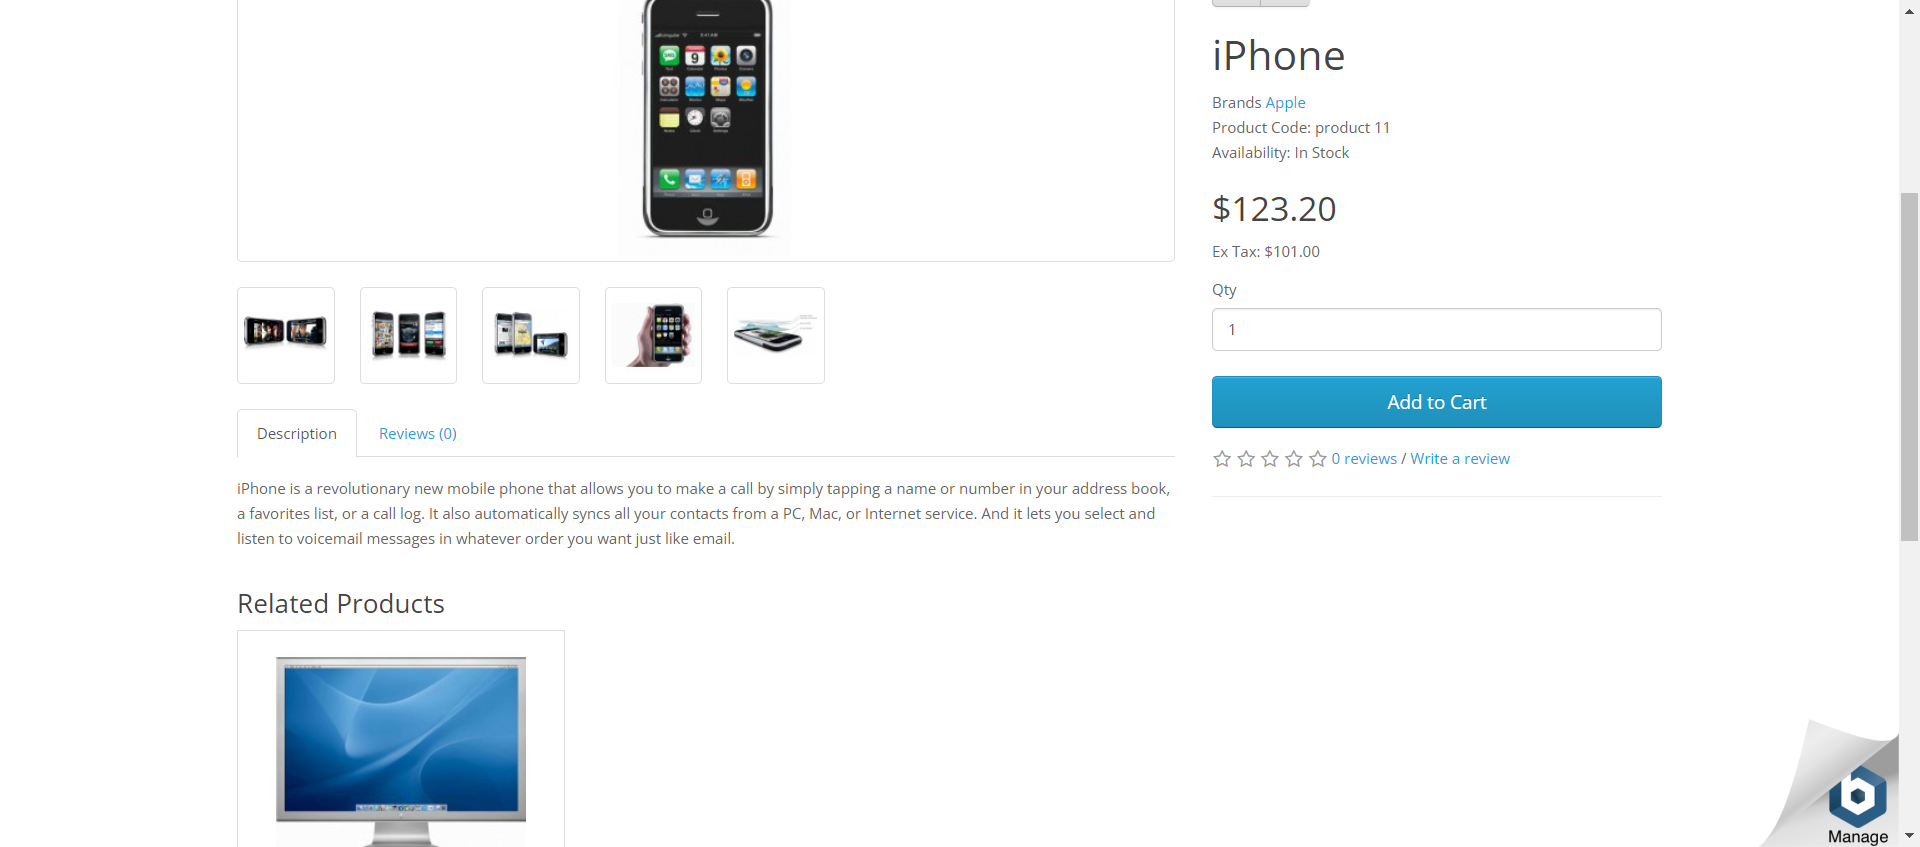 iPhone
Brands Apple
Product Code: product 11
Availability: In Stock
$123.20
Ex Tax: $101.00
Qty
1
Add to Cart
0 reviews / Write a review
9:41 AM
9
Description
Reviews (0)
iPhone is a revolutionary new mobile phone that allows you to make a call by simply tapping a name or number in your address book,
a favorites list, or a call log. It also automatically syncs all your contacts from a PC, Mac, or Internet service. And it lets you select and
listen to voicemail messages in whatever order you want just like email.
Related Products
b
Manage